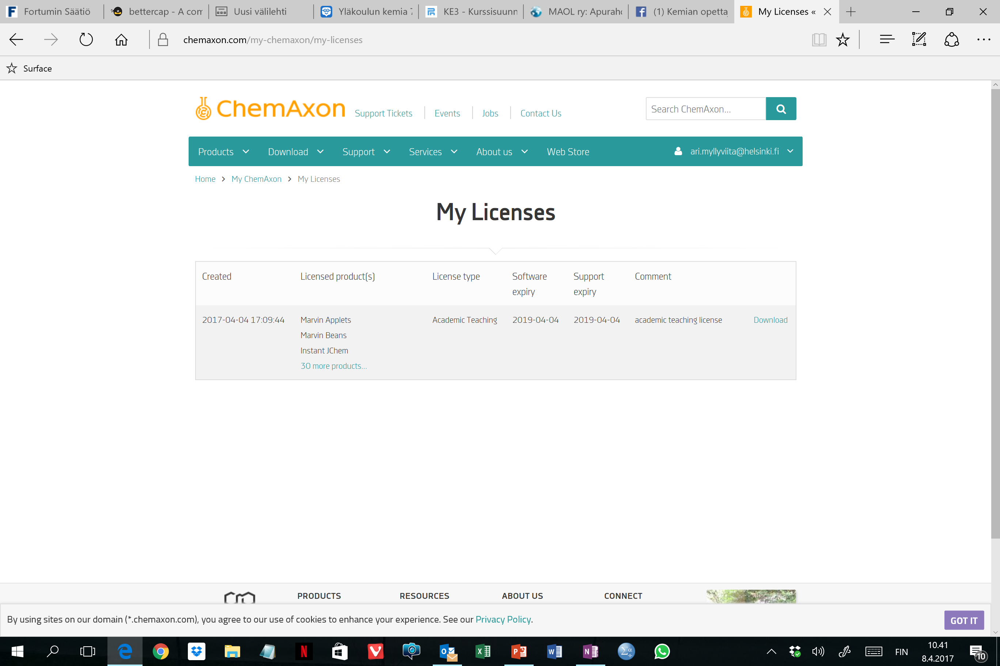 Fortumin Säätiö
bettercap - A com
Uusi välilehti
Yläkoulun kemia 7
KE3 - Kurssisuunn
MAOL ry: Apuraho
(1) Kemian opettaj
My Licenses «
chemaxon.com/my-chemaxon/my-licenses
Surface
ChemAxon
Support Tickets
Events
Jobs
Contact Us
Search ChemAxon...
Products
Download
Support
Services
About us
Web Store
ari.myllyviita@helsinki.fi
Home > My ChemAxon > My Licenses
My Licenses
Created Licensed product(s) License type Software expiry Support expiry Comment
2017-04-04 17:09:44 Marvin Applets Academic Teaching 2019-04-04 2019-04-04 academic teaching license Download
Marvin Beans
Instant JChem
30 more products...
PRODUCTS RESOURCES ABOUT US CONNECT
By using sites on our domain (*.chemaxon.com), you agree to our use of cookies to enhance your experience. See our Privacy Policy.
GOT IT
FIN
10.41
8.4.2017
10